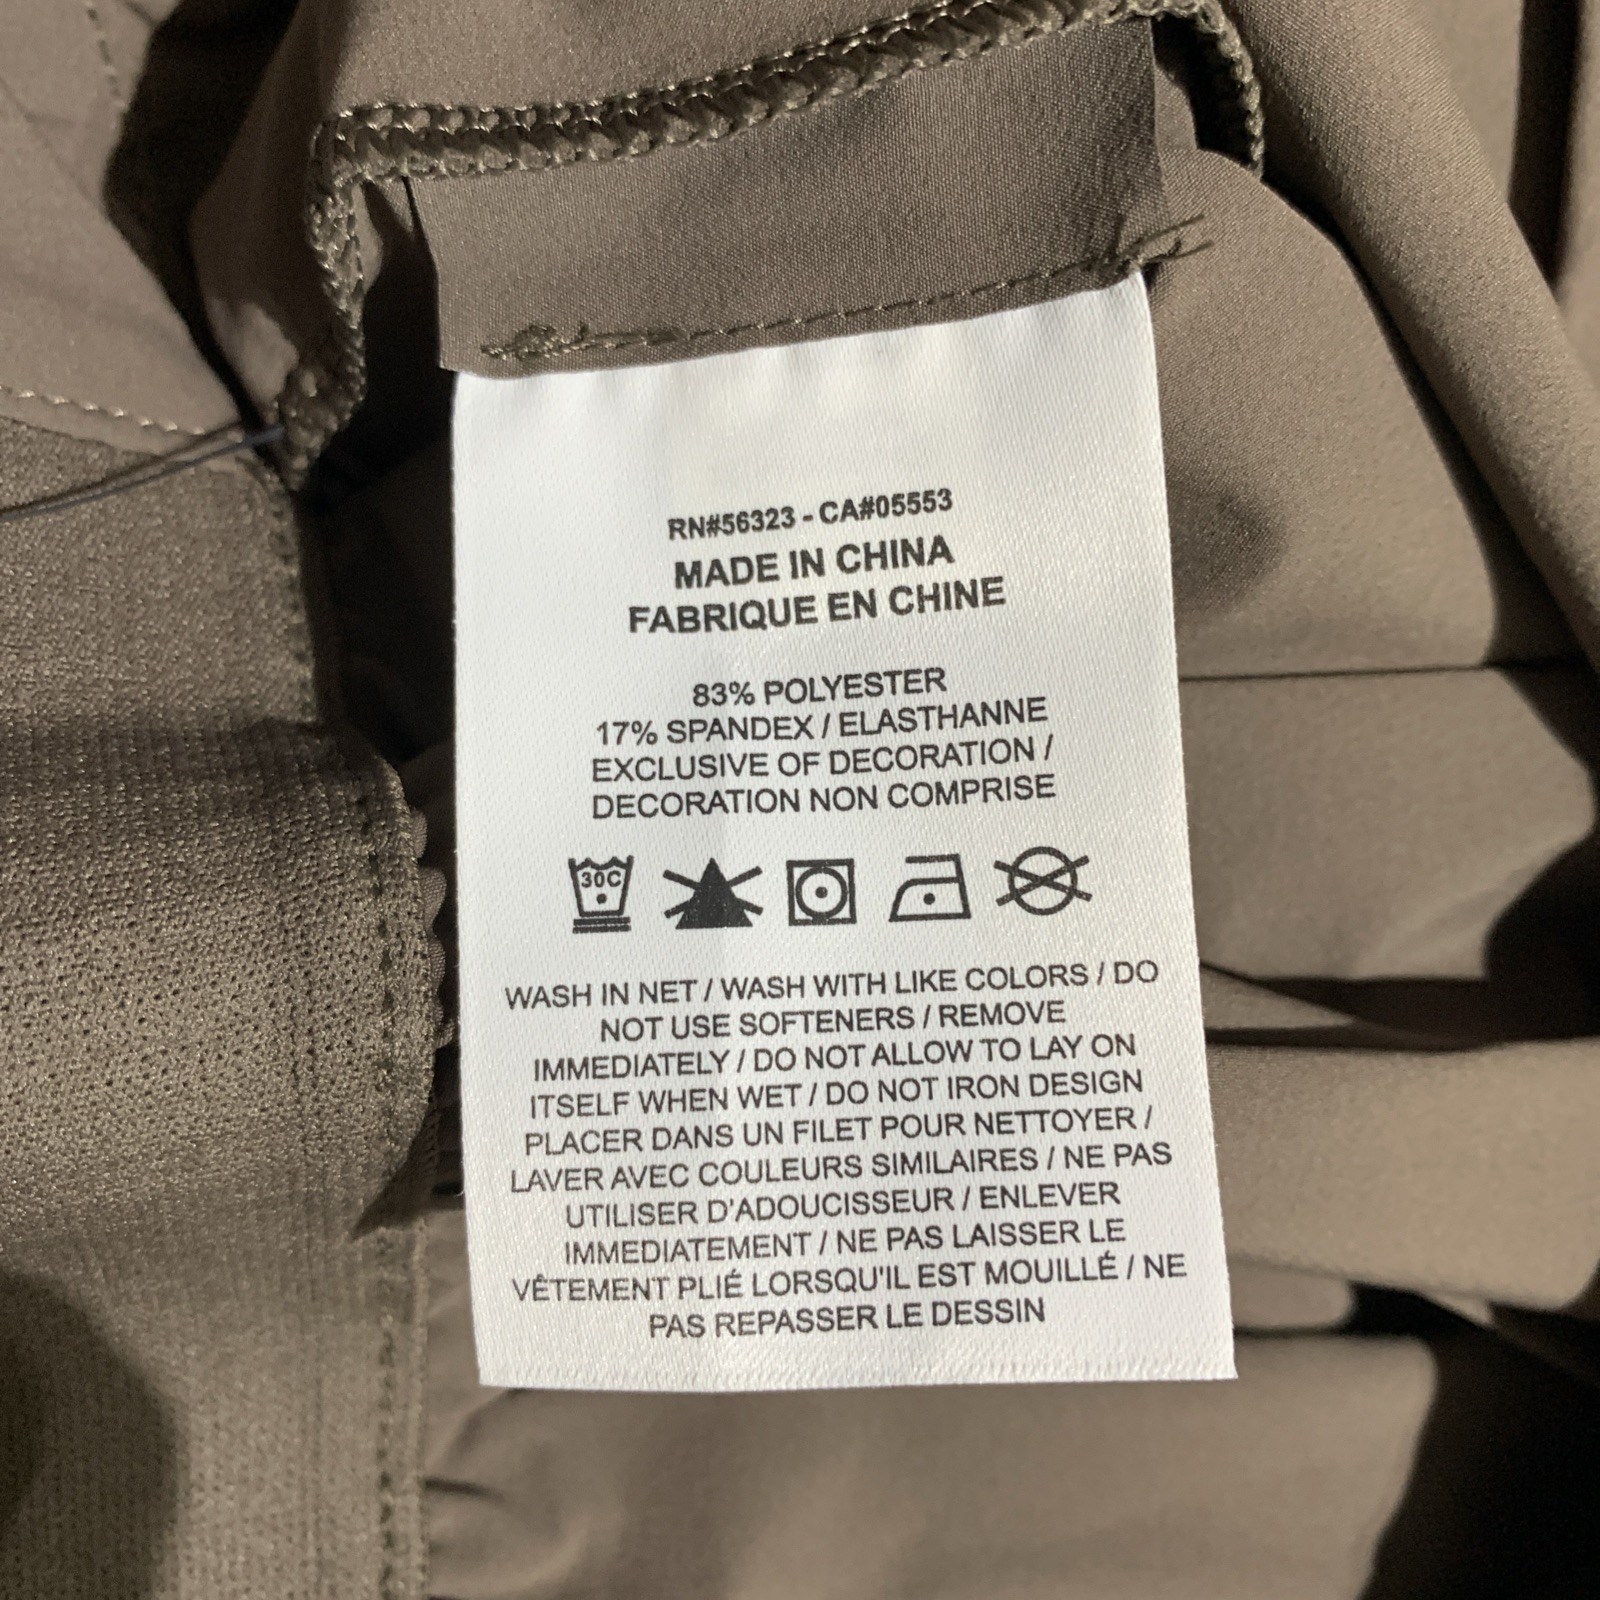 RN#56323 - CA#05553
MADE IN CHINA
FABRIQUE EN CHINE
83% POLYESTER
17% SPANDEX / ELASTHANNE
EXCLUSIVE OF DECORATION /
DECORATION NON COMPRISE
30C
WASH IN NET / WASH WITH LIKE COLORS / DO
NOT USE SOFTENERS / REMOVE
IMMEDIATELY / DO NOT ALLOW TO LAY ON
ITSELF WHEN WET / DO NOT IRON DESIGN
PLACER DANS UN FILET POUR NETTOYER /
LAVER AVEC COULEURS SIMILAIRES / NE PAS
UTILISER D'ADOUCISSEUR / ENLEVER
IMMEDIATEMENT / NE PAS LAISSER LE
VÊTEMENT PLIÉ LORSQU'IL EST MOUILLÉ / NE
PAS REPASSER LE DESSIN